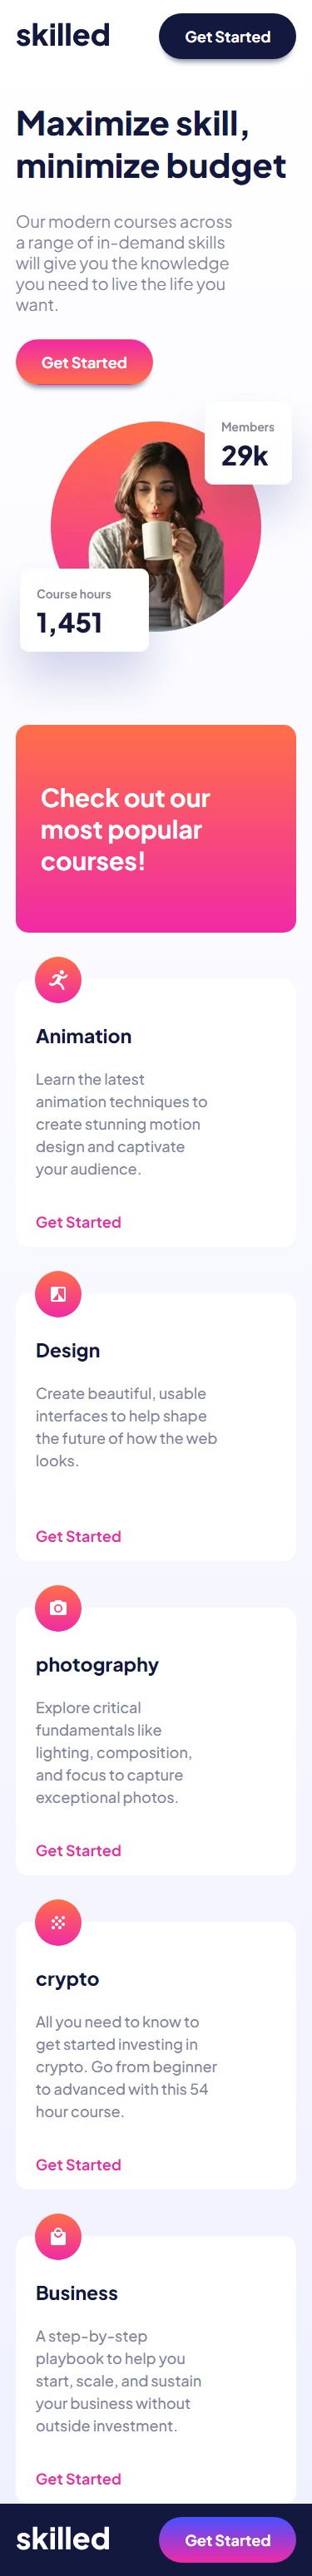 skilled
Get Started
Maximize skill,
minimize budget
Our modern courses across
a range of in-demand skills
will give you the knowledge
you need to live the life you
want.
Get Started
Members
29k
Course hours
1,451
Check out our
most popular
courses!
Animation
Learn the latest
animation techniques to
create stunning motion
design and captivate
your audience.
Get Started
Design
Create beautiful, usable
interfaces to help shape
the future of how the web
looks.
Get Started
photography
Explore critical
fundamentals like
lighting, composition,
and focus to capture
exceptional photos.
Get Started
crypto
All you need to know to
get started investing in
crypto. Go from beginner
to advanced with this 54
hour course.
Get Started
Business
A step-by-step
playbook to help you
start, scale, and sustain
your business without
outside investment.
Get Started
skilled
Get Started